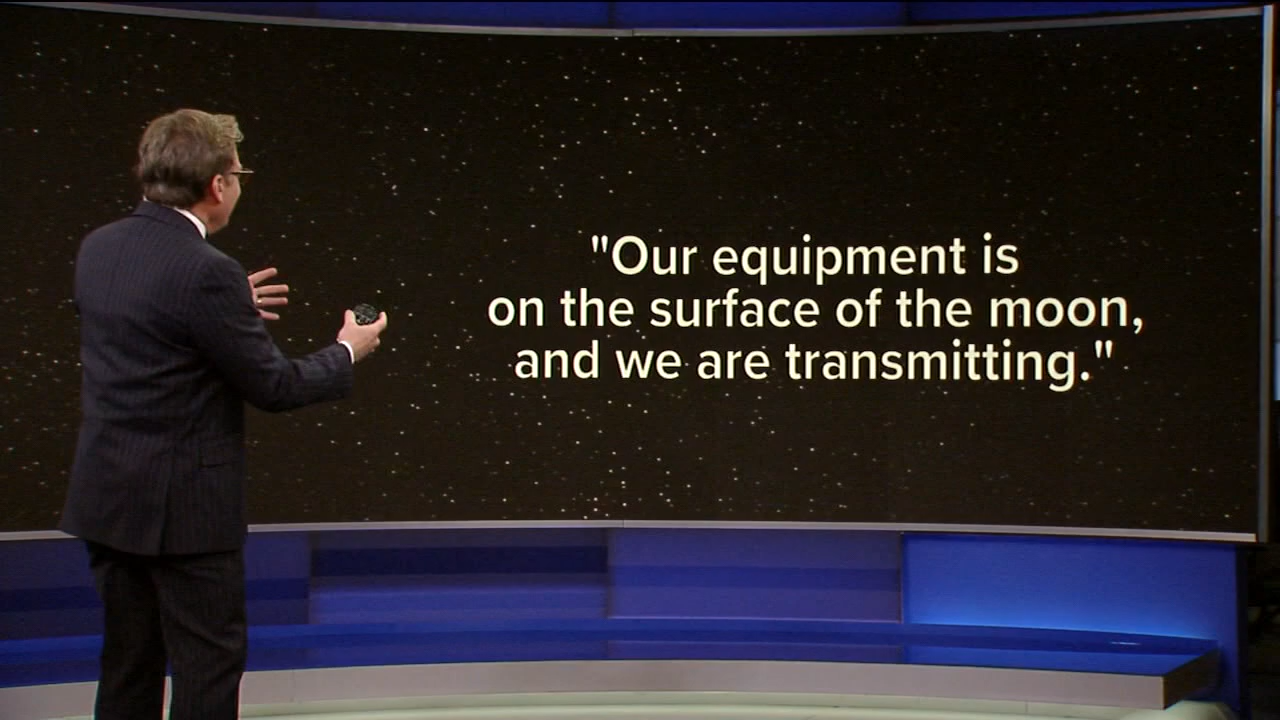 "Our equipment is
on the surface of the moon,
and we are transmitting."